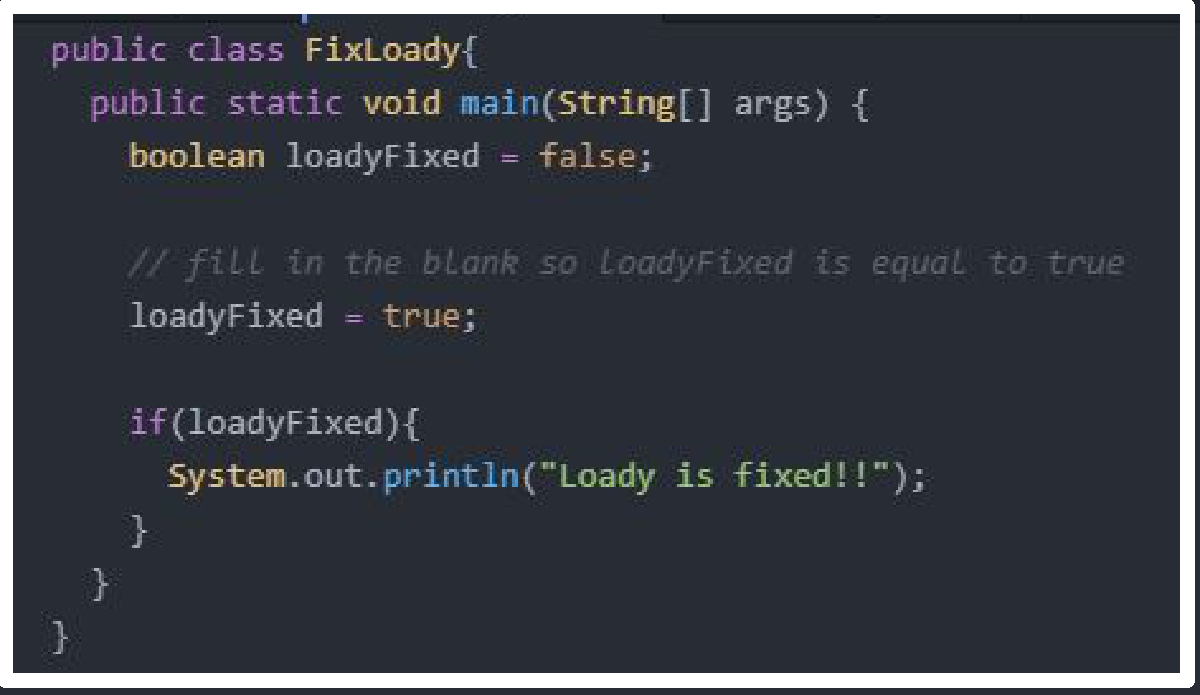 public class FixLoady{
public static void main(String[] args) {
boolean loadyFixed = false;
// fill in the blank so loadyFixed is equal to true
loadyFixed = true;
if(loadyFixed){
System.out.println("Loady is fixed!!");
}
}
}